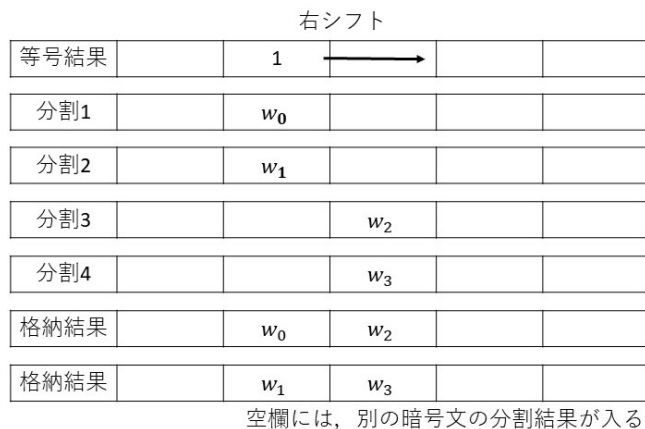 右シフト
等号結果 1
分割1 w₀
分割2 w₁
分割3 w₂
分割4 w₃
格納結果 w₀ w₂
格納結果 w₁ w₃
空欄には，別の暗号文の分割結果が入る